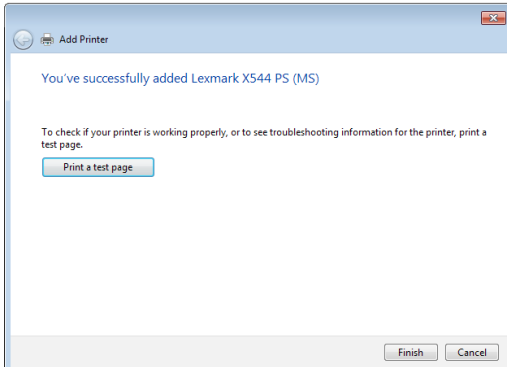 Add Printer
You've successfully added Lexmark X544 PS (MS)
To check if your printer is working properly, or to see troubleshooting information for the printer, print a
test page.
Print a test page
Finish Cancel